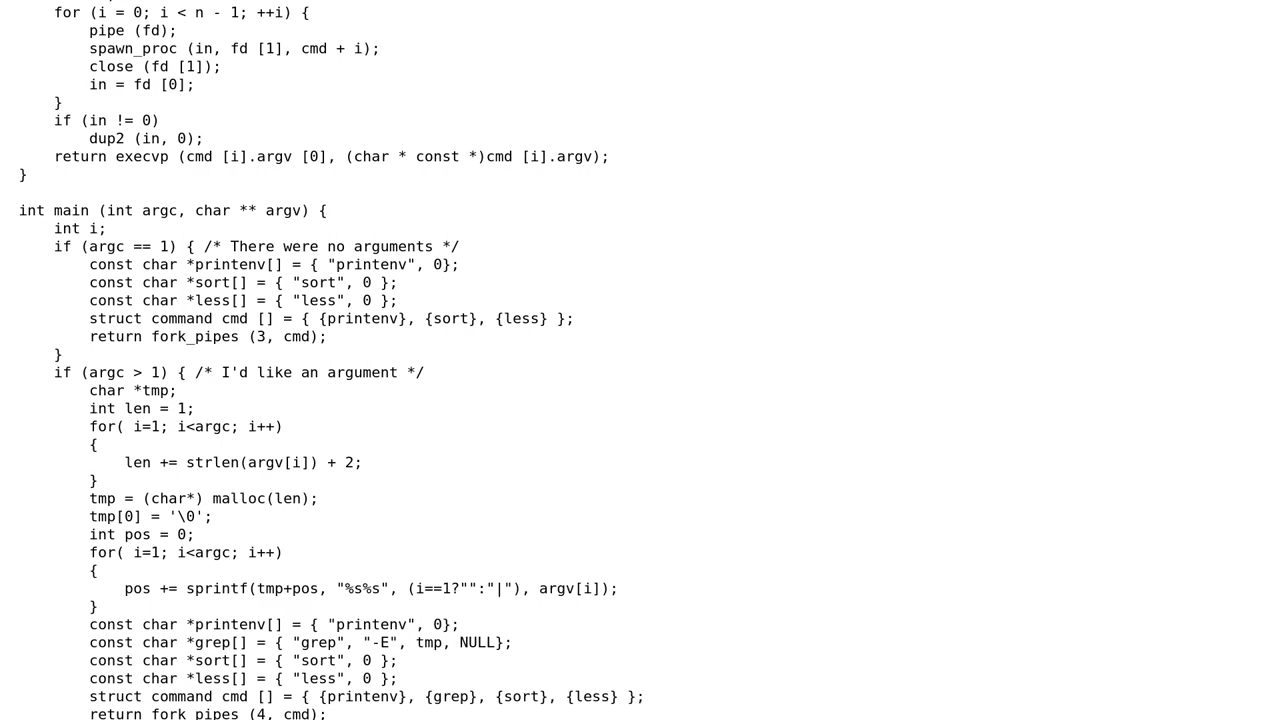 for (i = 0; i < n - 1; ++i) {
pipe (fd);
spawn_proc (in, fd [1], cmd + i);
close (fd [1]);
in = fd [0];
}
if (in != 0)
dup2 (in, 0);
return execvp (cmd [i].argv [0], (char * const *)cmd [i].argv);
}
int main (int argc, char ** argv) {
int i;
if (argc == 1) { /* There were no arguments */
const char *printenv[] = { "printenv", 0};
const char *sort[] = { "sort", 0 };
const char *less[] = { "less", 0 };
struct command cmd [] = { {printenv}, {sort}, {less} };
return fork_pipes (3, cmd);
}
if (argc > 1) { /* I'd like an argument */
char *tmp;
int len = 1;
for( i=1; i<argc; i++)
{
len += strlen(argv[i]) + 2;
}
tmp = (char*) malloc(len);
tmp[0] = '\0';
int pos = 0;
for( i=1; i<argc; i++)
{
pos += sprintf(tmp+pos, "%s%s", (i==1?"":"|"), argv[i]);
}
const char *printenv[] = { "printenv", 0};
const char *grep[] = { "grep", "-E", tmp, NULL};
const char *sort[] = { "sort", 0 };
const char *less[] = { "less", 0 };
struct command cmd [] = { {printenv}, {grep}, {sort}, {less} };
return fork_pipes (4, cmd);